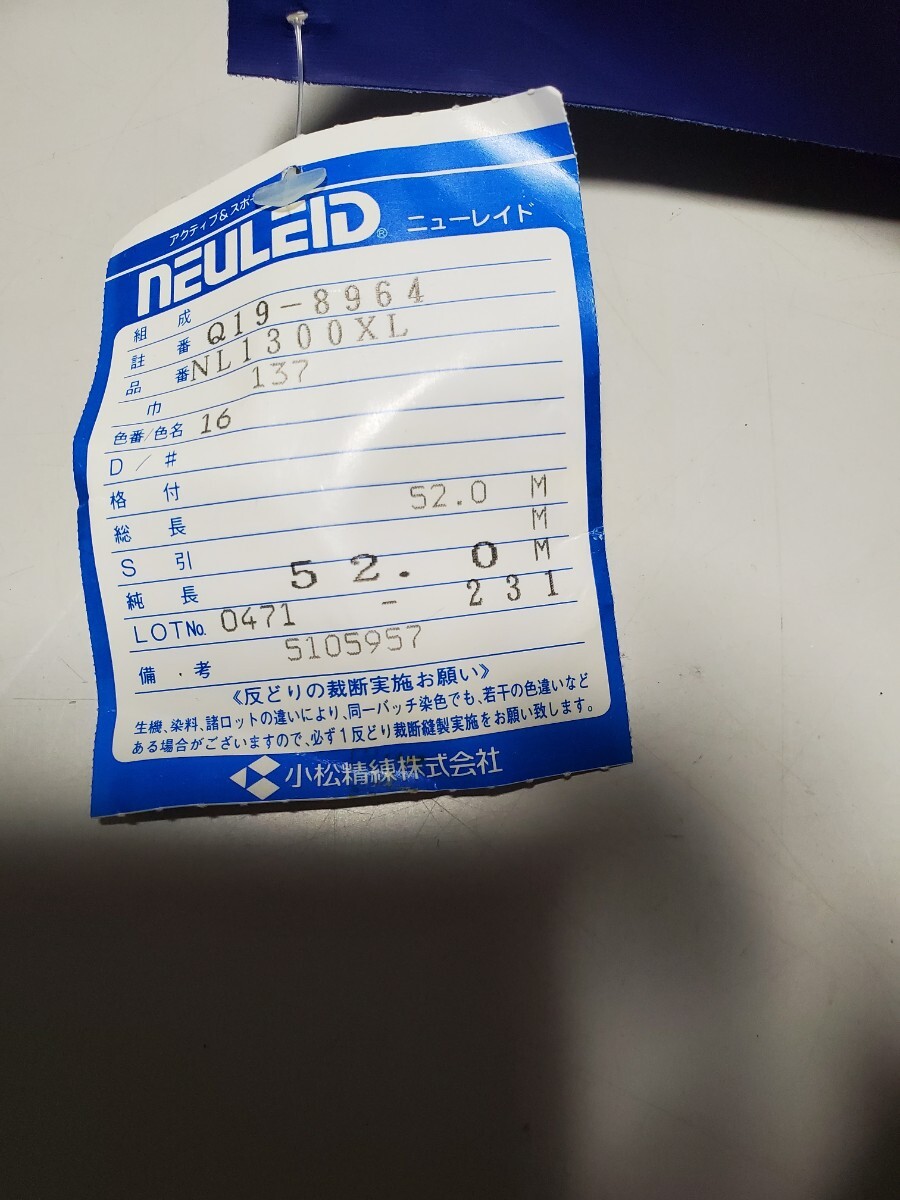 アクティブ&スポ
NEULEID® ニューレイド
組成
註番 Q19-8964
品番 NL1300XL
巾 137
色番/色名 16
D/#
格付
総長 52.0 M
S引 M
純長 52.0 M
LOT No. 0471 - 231
備考 5105957
《反どりの裁断実施お願い》
生機、染料、諸ロットの違いにより、同一バッチ染色でも、若干の色違いなど
ある場合がございますので、必ず1反どり裁断縫製実施をお願い致します。
小松精練株式会社